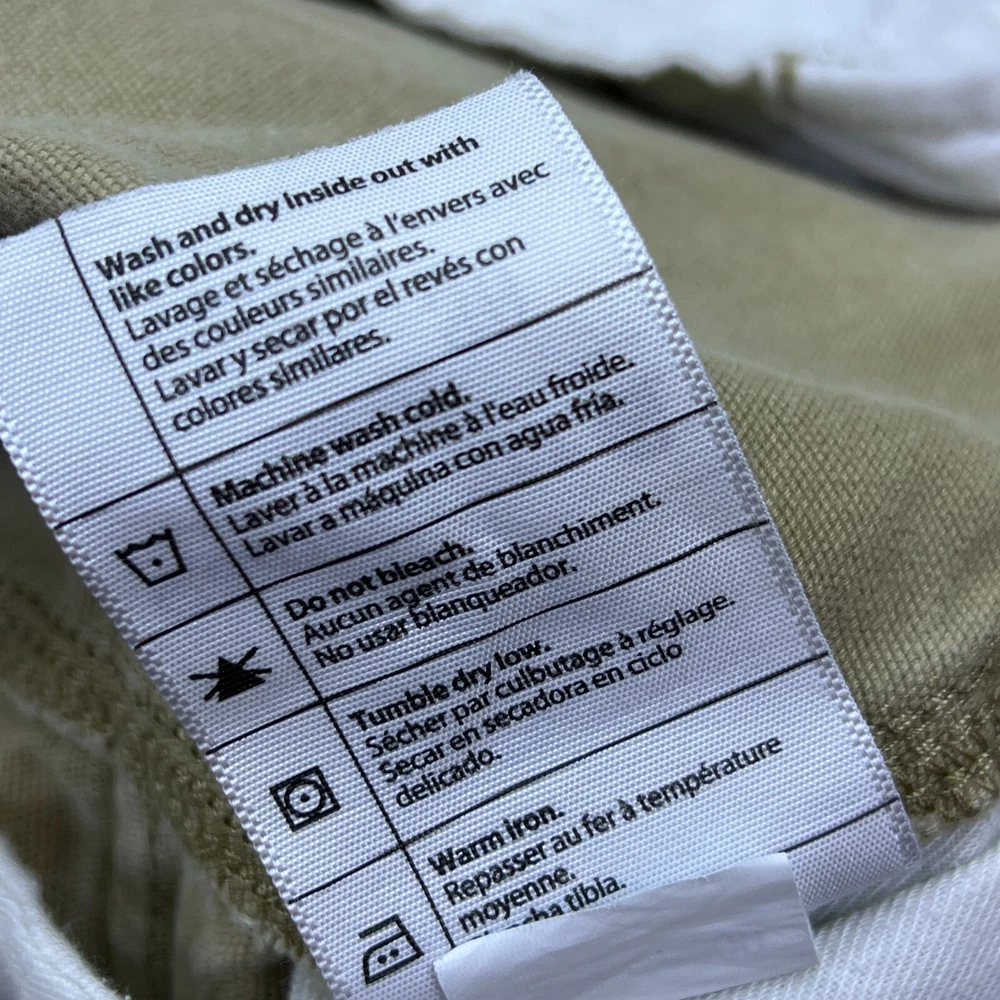 Wash and dry inside out with
like colors.
Lavage et séchage à l'envers avec
des couleurs similaires.
Lavar y secar por el revés con
colores similares.
Machine wash cold.
Laver à la machine à l'eau froide.
Lavar a máquina con agua fría.
Do not bleach.
Aucun agent de blanchiment.
No usar blanqueador.
Tumble dry low.
Sécher par culbutage à réglage.
Secar en secadora en ciclo
delicado.
Warm iron.
Repasser au fer à température
moyenne.
tibia.